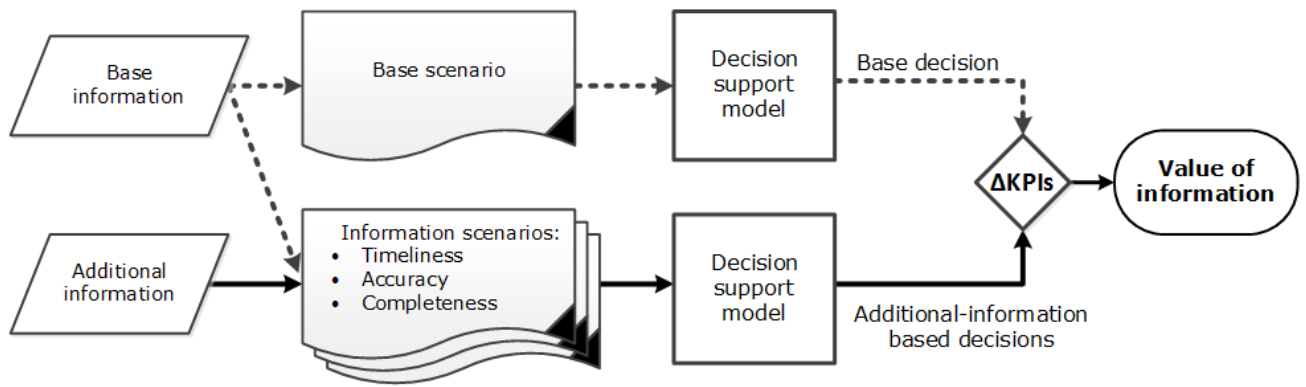 Base
information
Base scenario
Decision
support
model
Base decision
ΔKPIs
Value of
information
Additional
information
Information scenarios:
• Timeliness
• Accuracy
• Completeness
Decision
support
model
Additional-information
based decisions